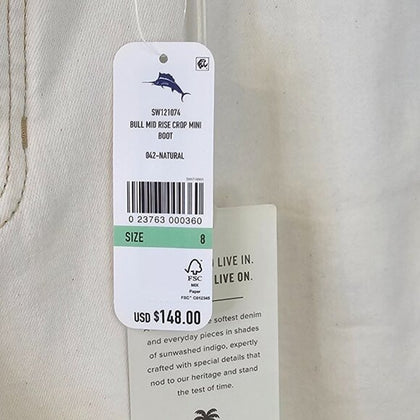 SW121074
BULL MID RISE CROP MINI
BOOT
042-NATURAL
0 23763 000360
SIZE 8
FSC
MIX
Paper
FSC® C012345
USD $148.00
LIVE IN.
LIVE ON.
softest denim
and everyday pieces in shades
of sunwashed indigo, expertly
crafted with special details that
nod to our heritage and stand
the test of time.